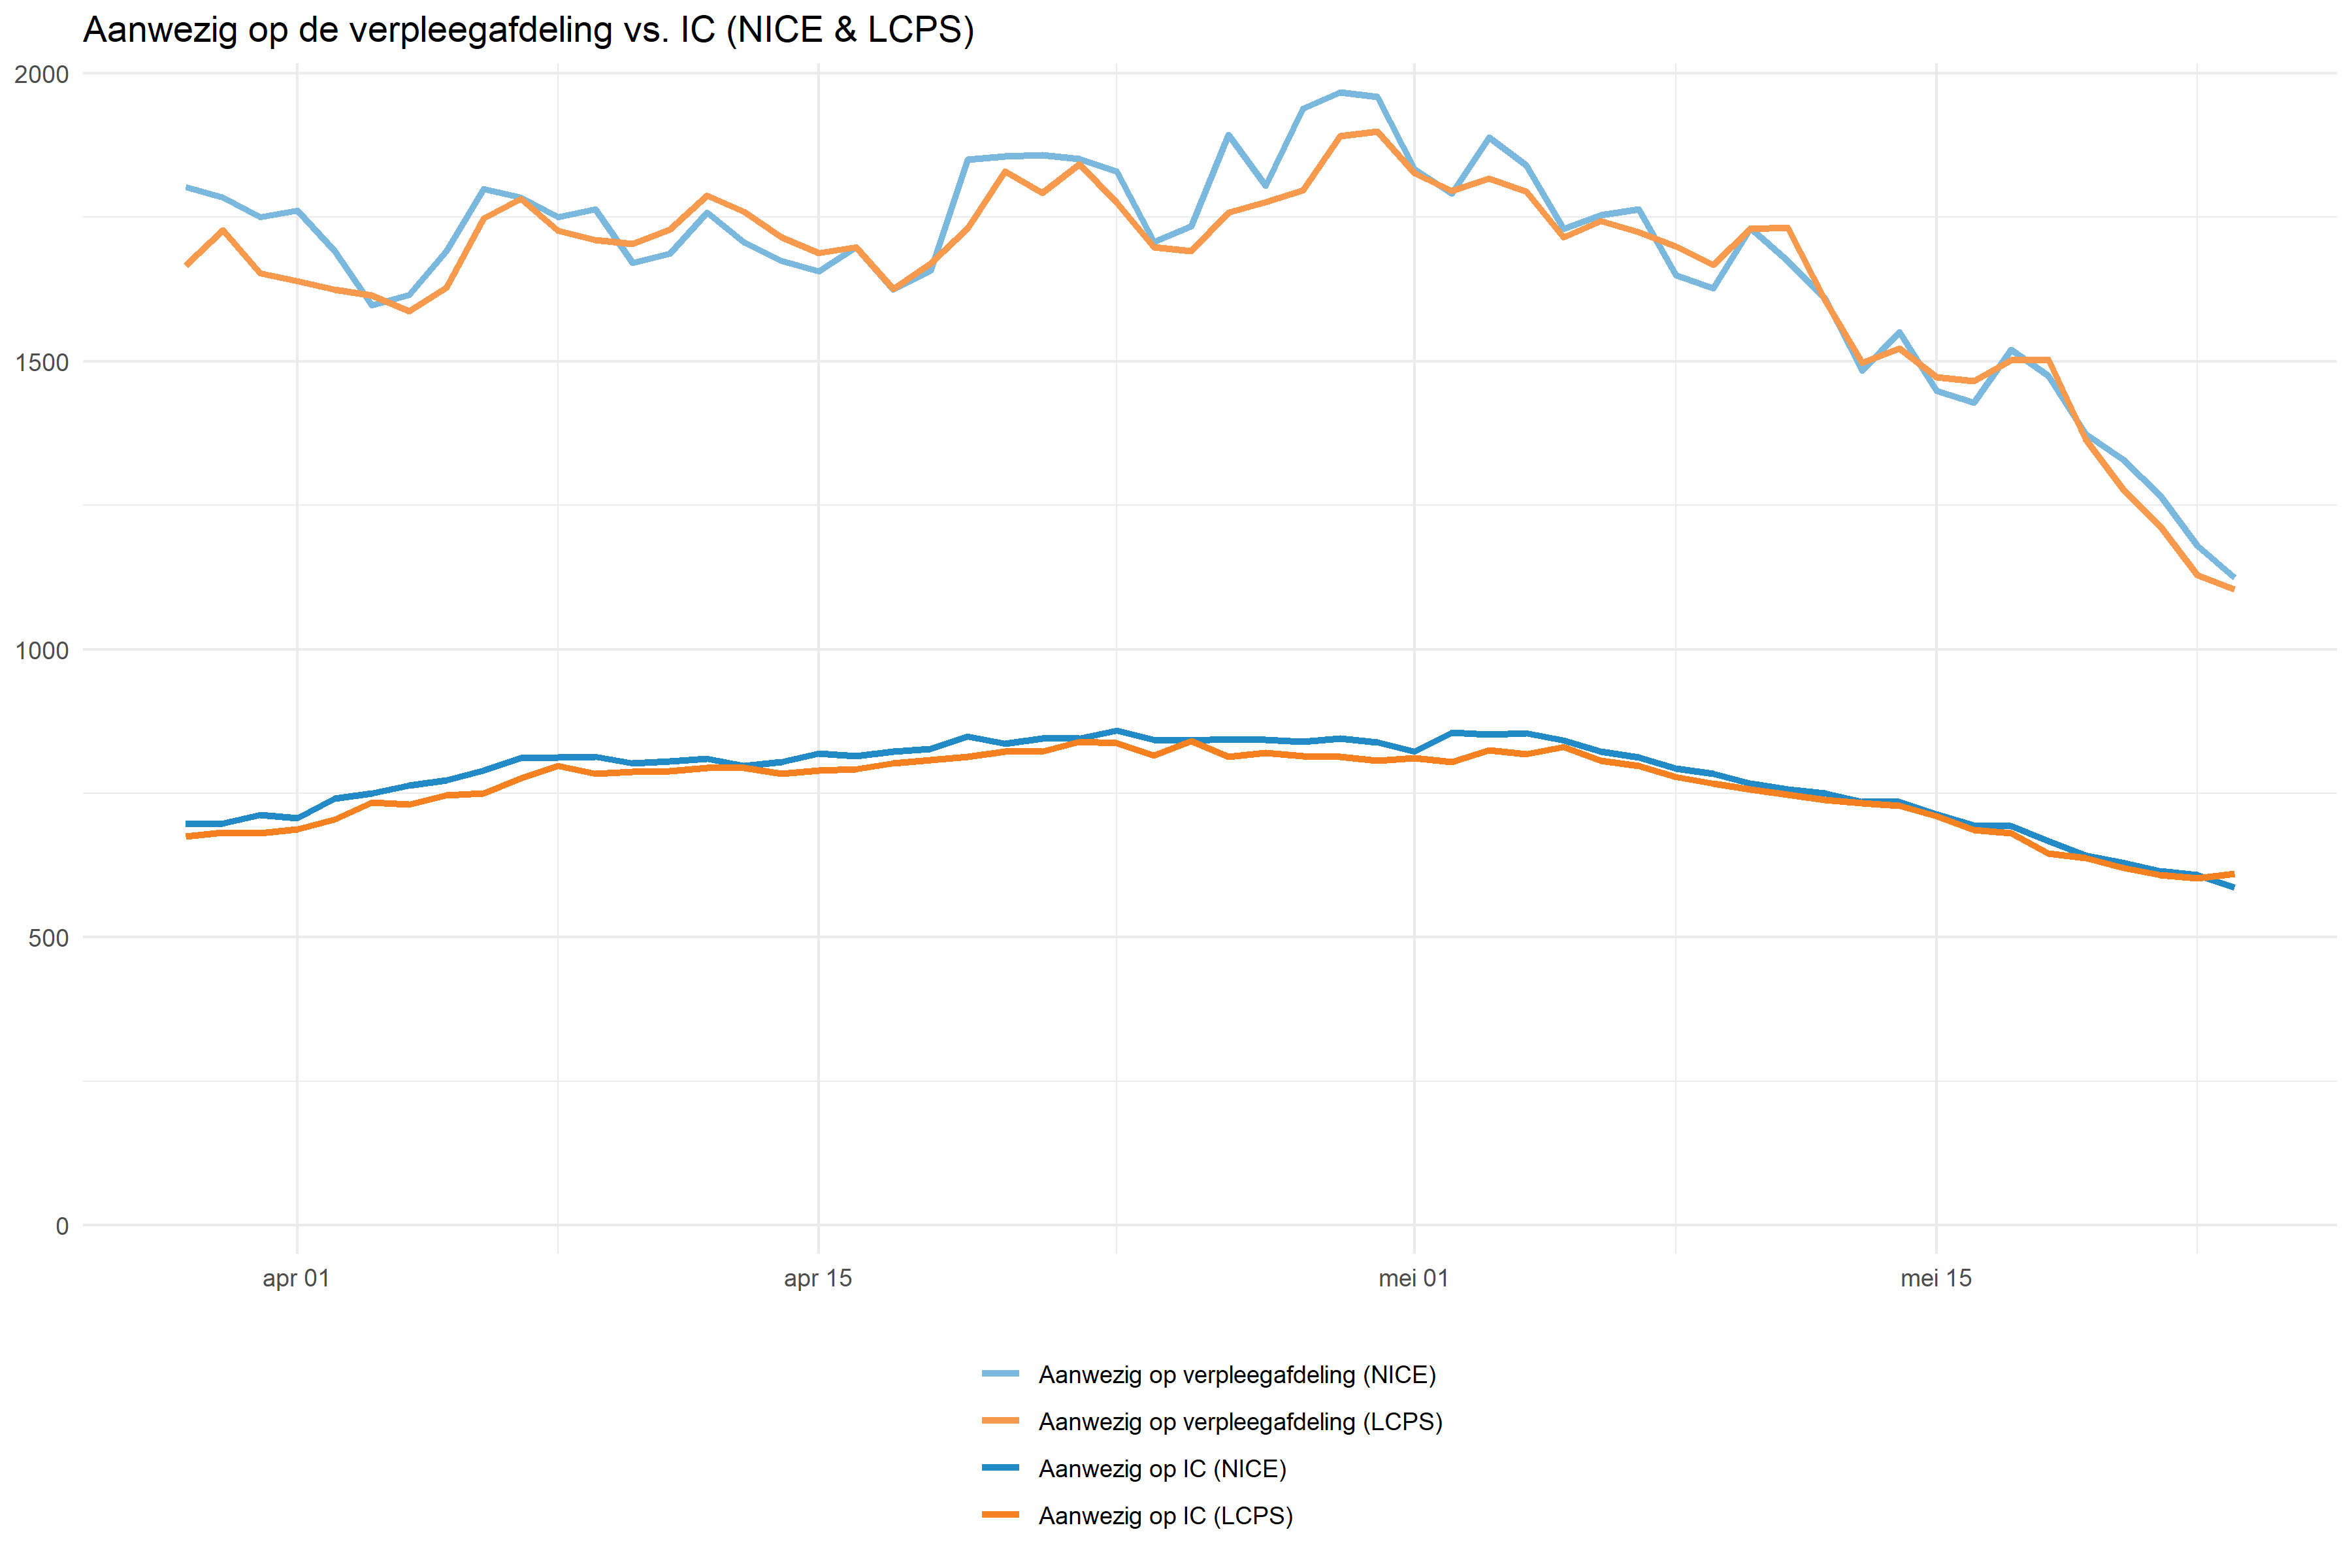 Aanwezig op de verpleegafdeling vs. IC (NICE & LCPS)
2000
1500
1000
500
0
apr 01 apr 15 mei 01 mei 15
Aanwezig op verpleegafdeling (NICE)
Aanwezig op verpleegafdeling (LCPS)
Aanwezig op IC (NICE)
Aanwezig op IC (LCPS)